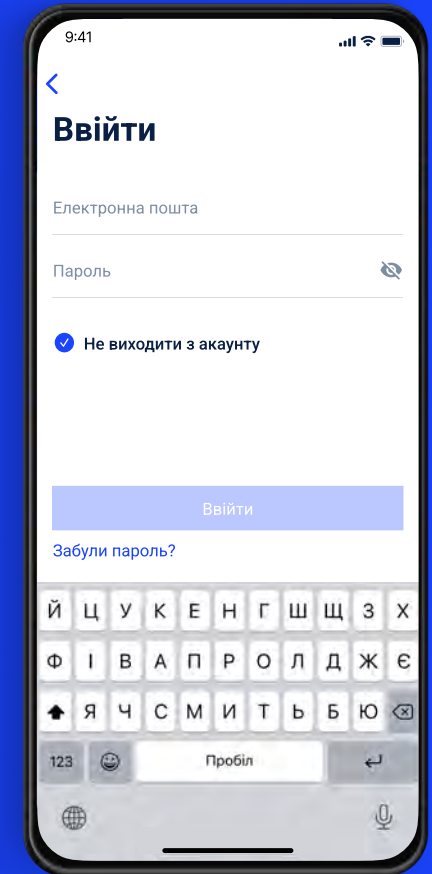 9:41
Ввійти
Електронна пошта
Пароль
Не виходити з акаунту
Ввійти
Забули пароль?
Й Ц У К Е Н Г Ш Щ З Х
Ф І В А П Р О Л Д Ж Є
Я Ч С М И Т Ь Б Ю
123 Пробіл